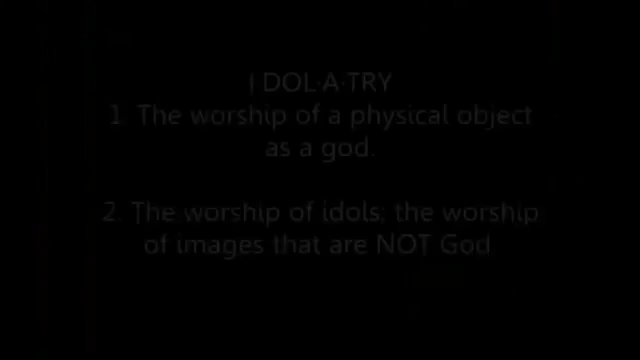 I DOL·A·TRY
1. The worship of a physical object
as a god.
2. The worship of idols; the worship
of images that are NOT God